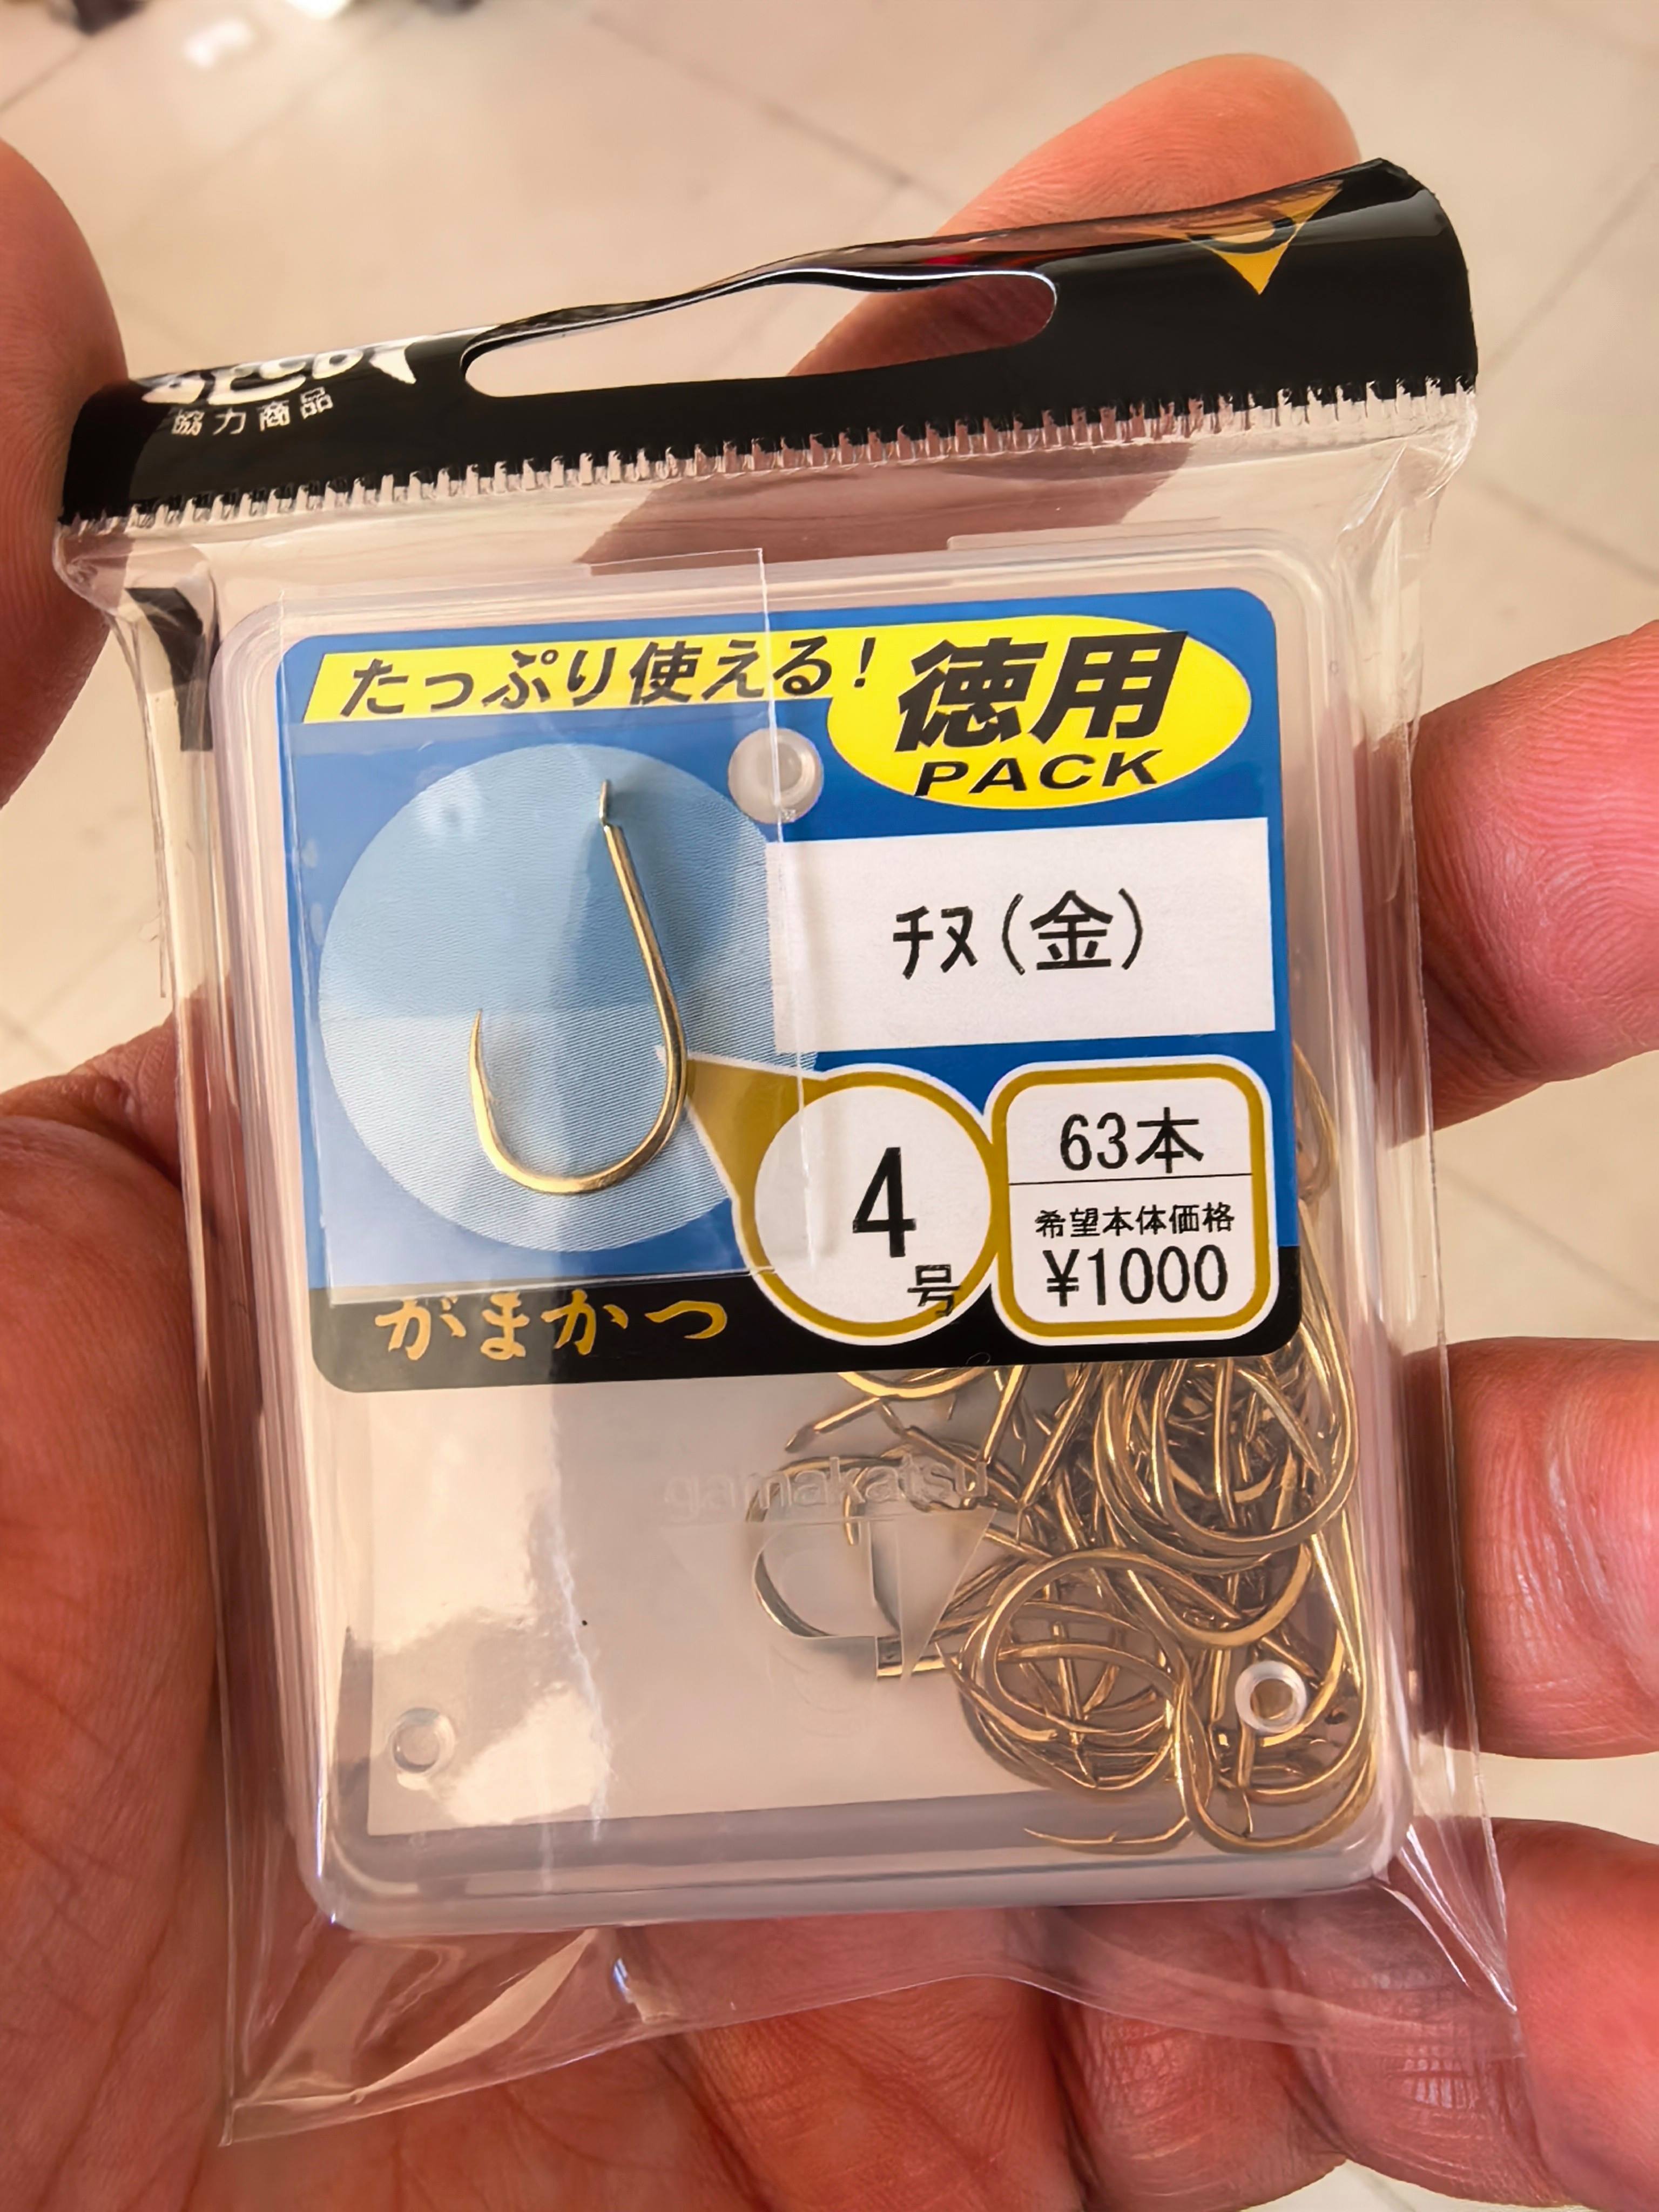 協力商品
たっぷり使える!
徳用
PACK
ﾁﾇ(金)
4号
63本
希望本体価格
¥1000
がまかつ
gamakatsu